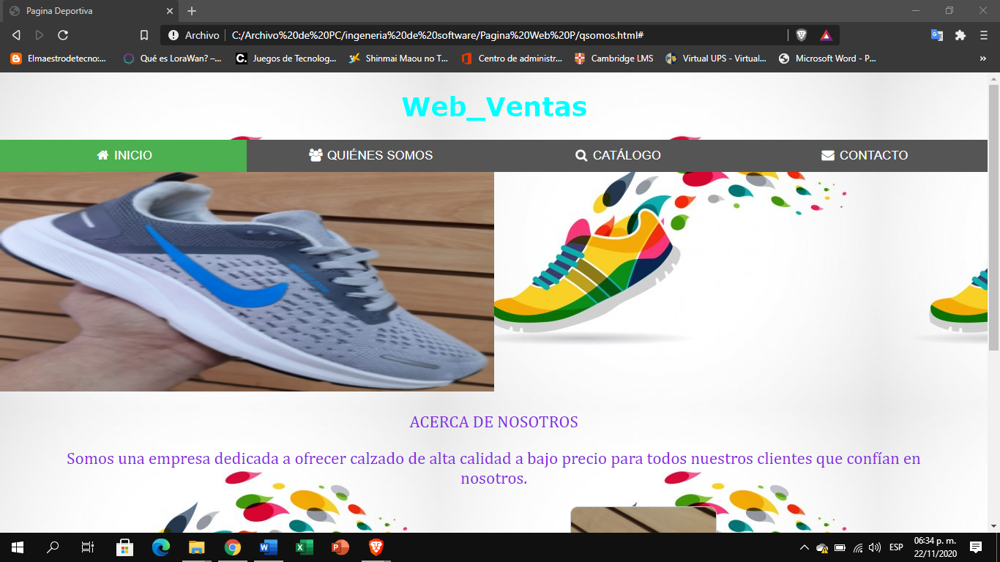 Pagina Deportiva
Archivo C:/Archivo%20de%20PC/ingeneria%20de%20software/Pagina%20Web%20P/qsomos.html#
Elmaestrodetecno:... Qué es LoraWan? –... Juegos de Tecnolog... Shinmai Maou no T... Centro de administr... Cambridge LMS Virtual UPS - Virtual... Microsoft Word - P... »
Web_Ventas
INICIO QUIÉNES SOMOS CATÁLOGO CONTACTO
ACERCA DE NOSOTROS
Somos una empresa dedicada a ofrecer calzado de alta calidad a bajo precio para todos nuestros clientes que confían en
nosotros.
ESP
06:34 p. m.
22/11/2020